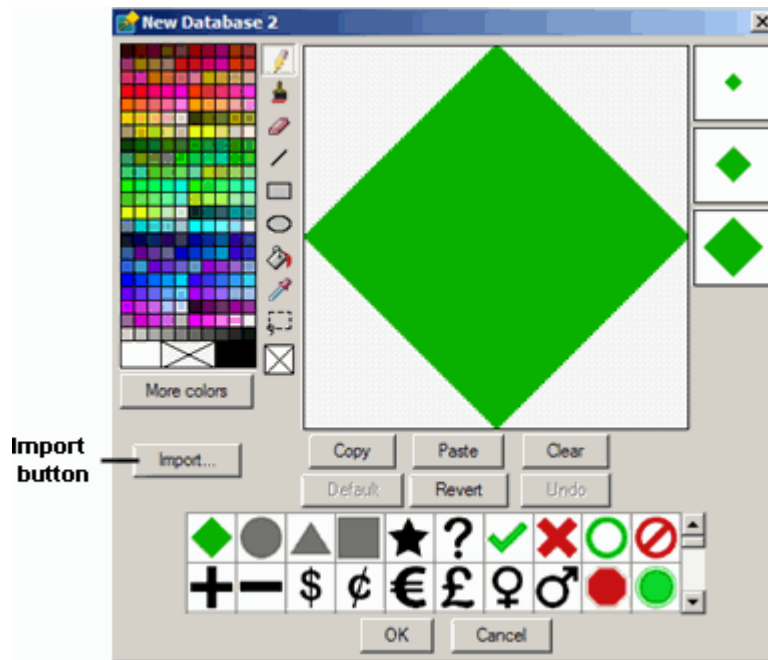 New Database 2
More colors
Import
button
Import...
Copy
Paste
Clear
Default
Revert
Undo
?
$ ¢ € £
OK
Cancel